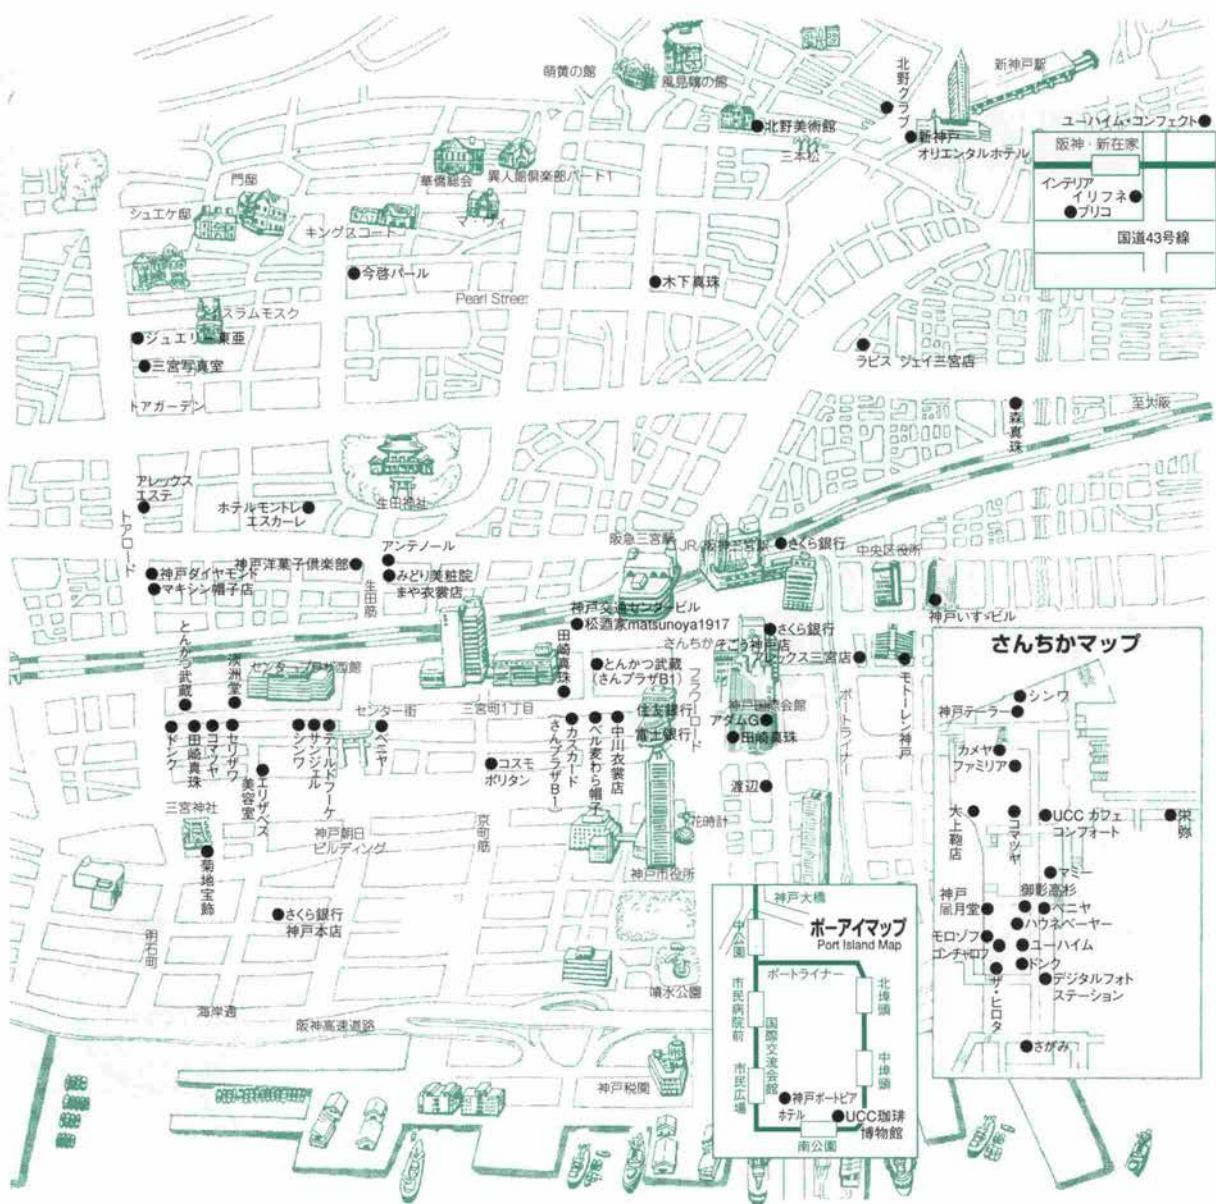 萌黄の館
風見鶏の館
北野クラブ
新神戸駅
北野美術館
三本松
新神戸
オリエンタルホテル
ユーハイム・コンフェクト
阪神・新在家
インテリア
イリフネ
ブリコ
国道43号線
門邸
シュエケ邸
華僑総会
異人館倶楽部パート1
キングスコート
マ・ヴィ
今啓パール
木下真珠
Pearl Street
スラムモスク
ジュエリー東亜
三宮写真室
トアガーデン
ラピス ジェイ三宮店
森真珠
至大阪
アレックス
エステ
ホテルモントレ
エスカーレ
生田神社
トアロード
神戸ダイヤモンド
マキシン帽子店
神戸洋菓子倶楽部
生田筋
アンテノール
みどり美粧院
まや衣裳店
阪急三宮駅
JR/阪神三宮駅
さくら銀行
中央区役所
神戸いすゞビル
神戸交通センタービル
松酒家matsunoya1917
さんちか
そごう神戸店
さくら銀行
アレックス三宮店
モトーレン神戸
とんかつ武蔵
(さんプラザB1)
田崎真珠
フラワーロード
ポートライナー
とんかつ武蔵
湊洲堂
センタープラザ西館
センター街
三宮町1丁目
住友銀行
富士銀行
神戸国際会館
アダムG
田崎真珠
渡辺
ドンク
田崎真珠
コマツヤ
セリザワ
エリザベス
美容室
シンワ
サンジェル
テールドフーケ
ベニヤ
コスモ
ポリタン
カスカード
(さんプラザB1)
ベル麦わら帽子
中川衣裳店
三宮神社
菊地宝飾
神戸朝日
ビルディング
京町筋
花時計
神戸市役所
さくら銀行
神戸本店
明石町
海岸通
阪神高速道路
噴水公園
神戸税関
さんちかマップ
シンワ
神戸テーラー
カメヤ
ファミリア
大上鞄店
コマツヤ
UCC カフェ
コンフォート
栄弥
マミー
御影高杉
神戸
風月堂
ベニヤ
ハウネベーヤー
モロゾフ
ゴンチャロフ
ユーハイム
ドンク
ザ・ヒロタ
デジタルフォト
ステーション
さがみ
神戸大橋
ポーアイマップ
Port Island Map
中公園
ポートライナー
市民病院前
国際交流会館
北埠頭
市民広場
中埠頭
神戸ポートピア
ホテル
UCC珈琲
博物館
南公園